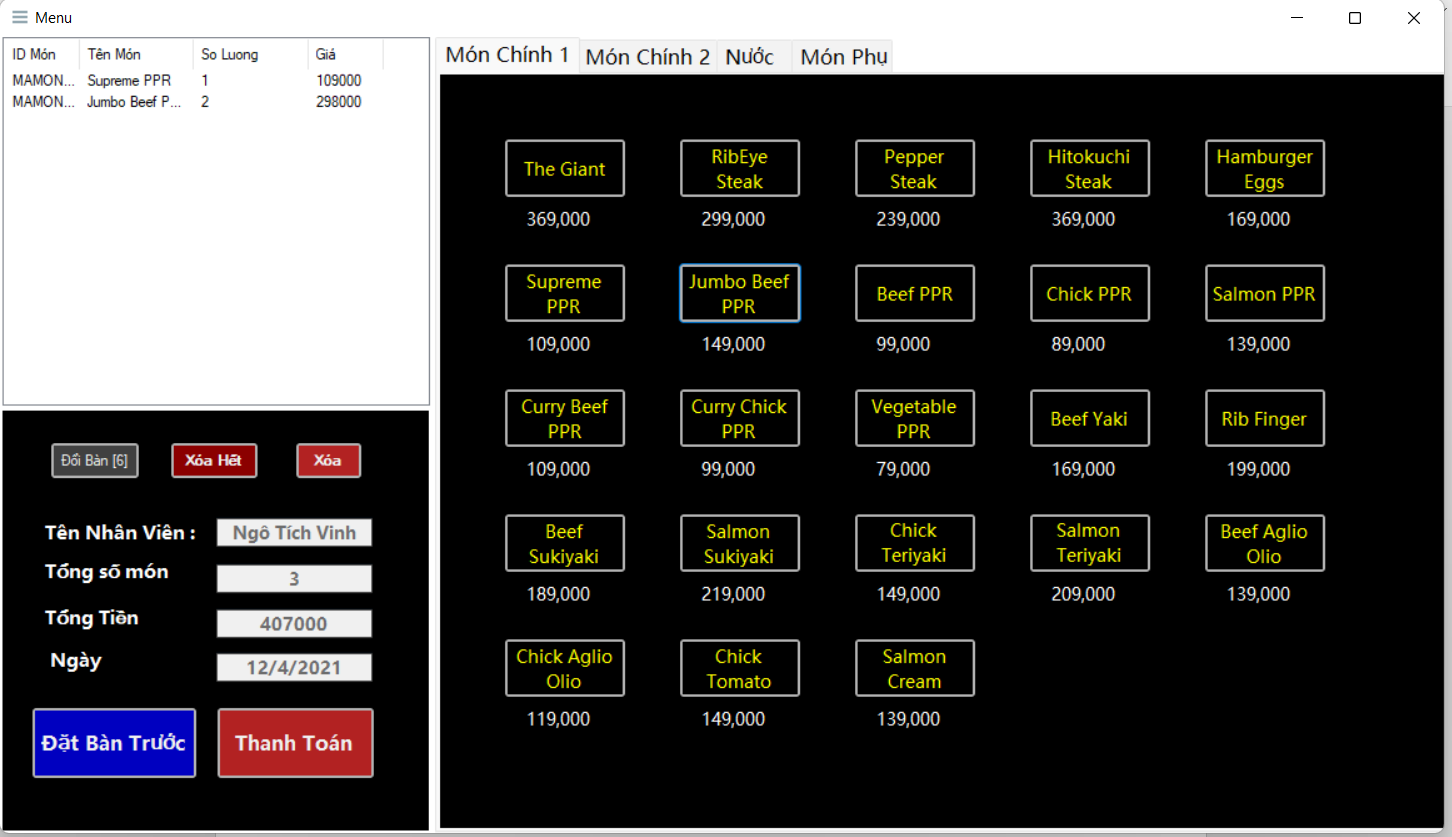 Menu
ID Món Tên Món So Luong Giá
MAMON... Supreme PPR 1 109000
MAMON... Jumbo Beef P... 2 298000
Đổi Bàn [6] Xóa Hết Xóa
Tên Nhân Viên : Ngô Tích Vinh
Tổng số món 3
Tổng Tiền 407000
Ngày 12/4/2021
Đặt Bàn Trước Thanh Toán
Món Chính 1 Món Chính 2 Nước Món Phụ
The Giant
RibEye
Steak
Pepper
Steak
Hitokuchi
Steak
Hamburger
Eggs
369,000 299,000 239,000 369,000 169,000
Supreme
PPR
Jumbo Beef
PPR
Beef PPR
Chick PPR
Salmon PPR
109,000 149,000 99,000 89,000 139,000
Curry Beef
PPR
Curry Chick
PPR
Vegetable
PPR
Beef Yaki
Rib Finger
109,000 99,000 79,000 169,000 199,000
Beef
Sukiyaki
Salmon
Sukiyaki
Chick
Teriyaki
Salmon
Teriyaki
Beef Aglio
Olio
189,000 219,000 149,000 209,000 139,000
Chick Aglio
Olio
Chick
Tomato
Salmon
Cream
119,000 149,000 139,000